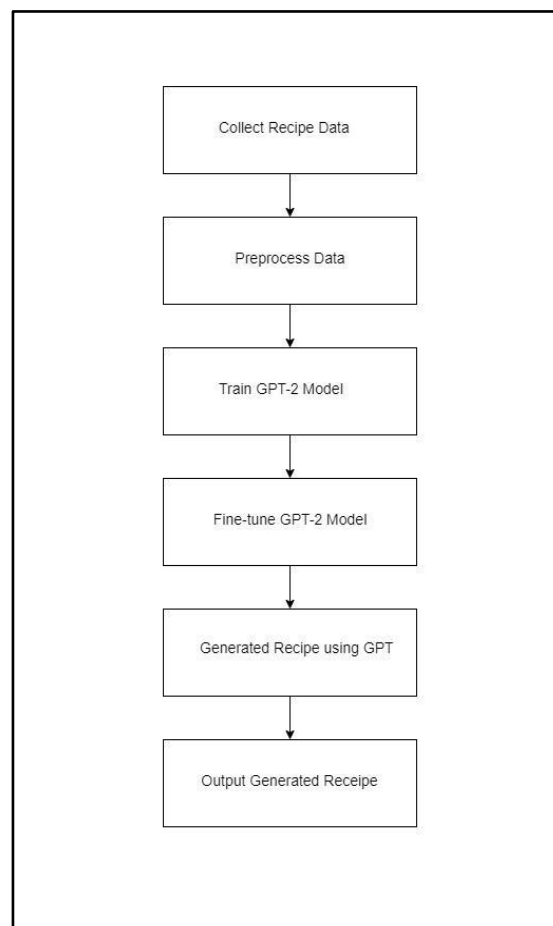 Collect Recipe Data
Preprocess Data
Train GPT-2 Model
Fine-tune GPT-2 Model
Generated Recipe using GPT
Output Generated Receipe